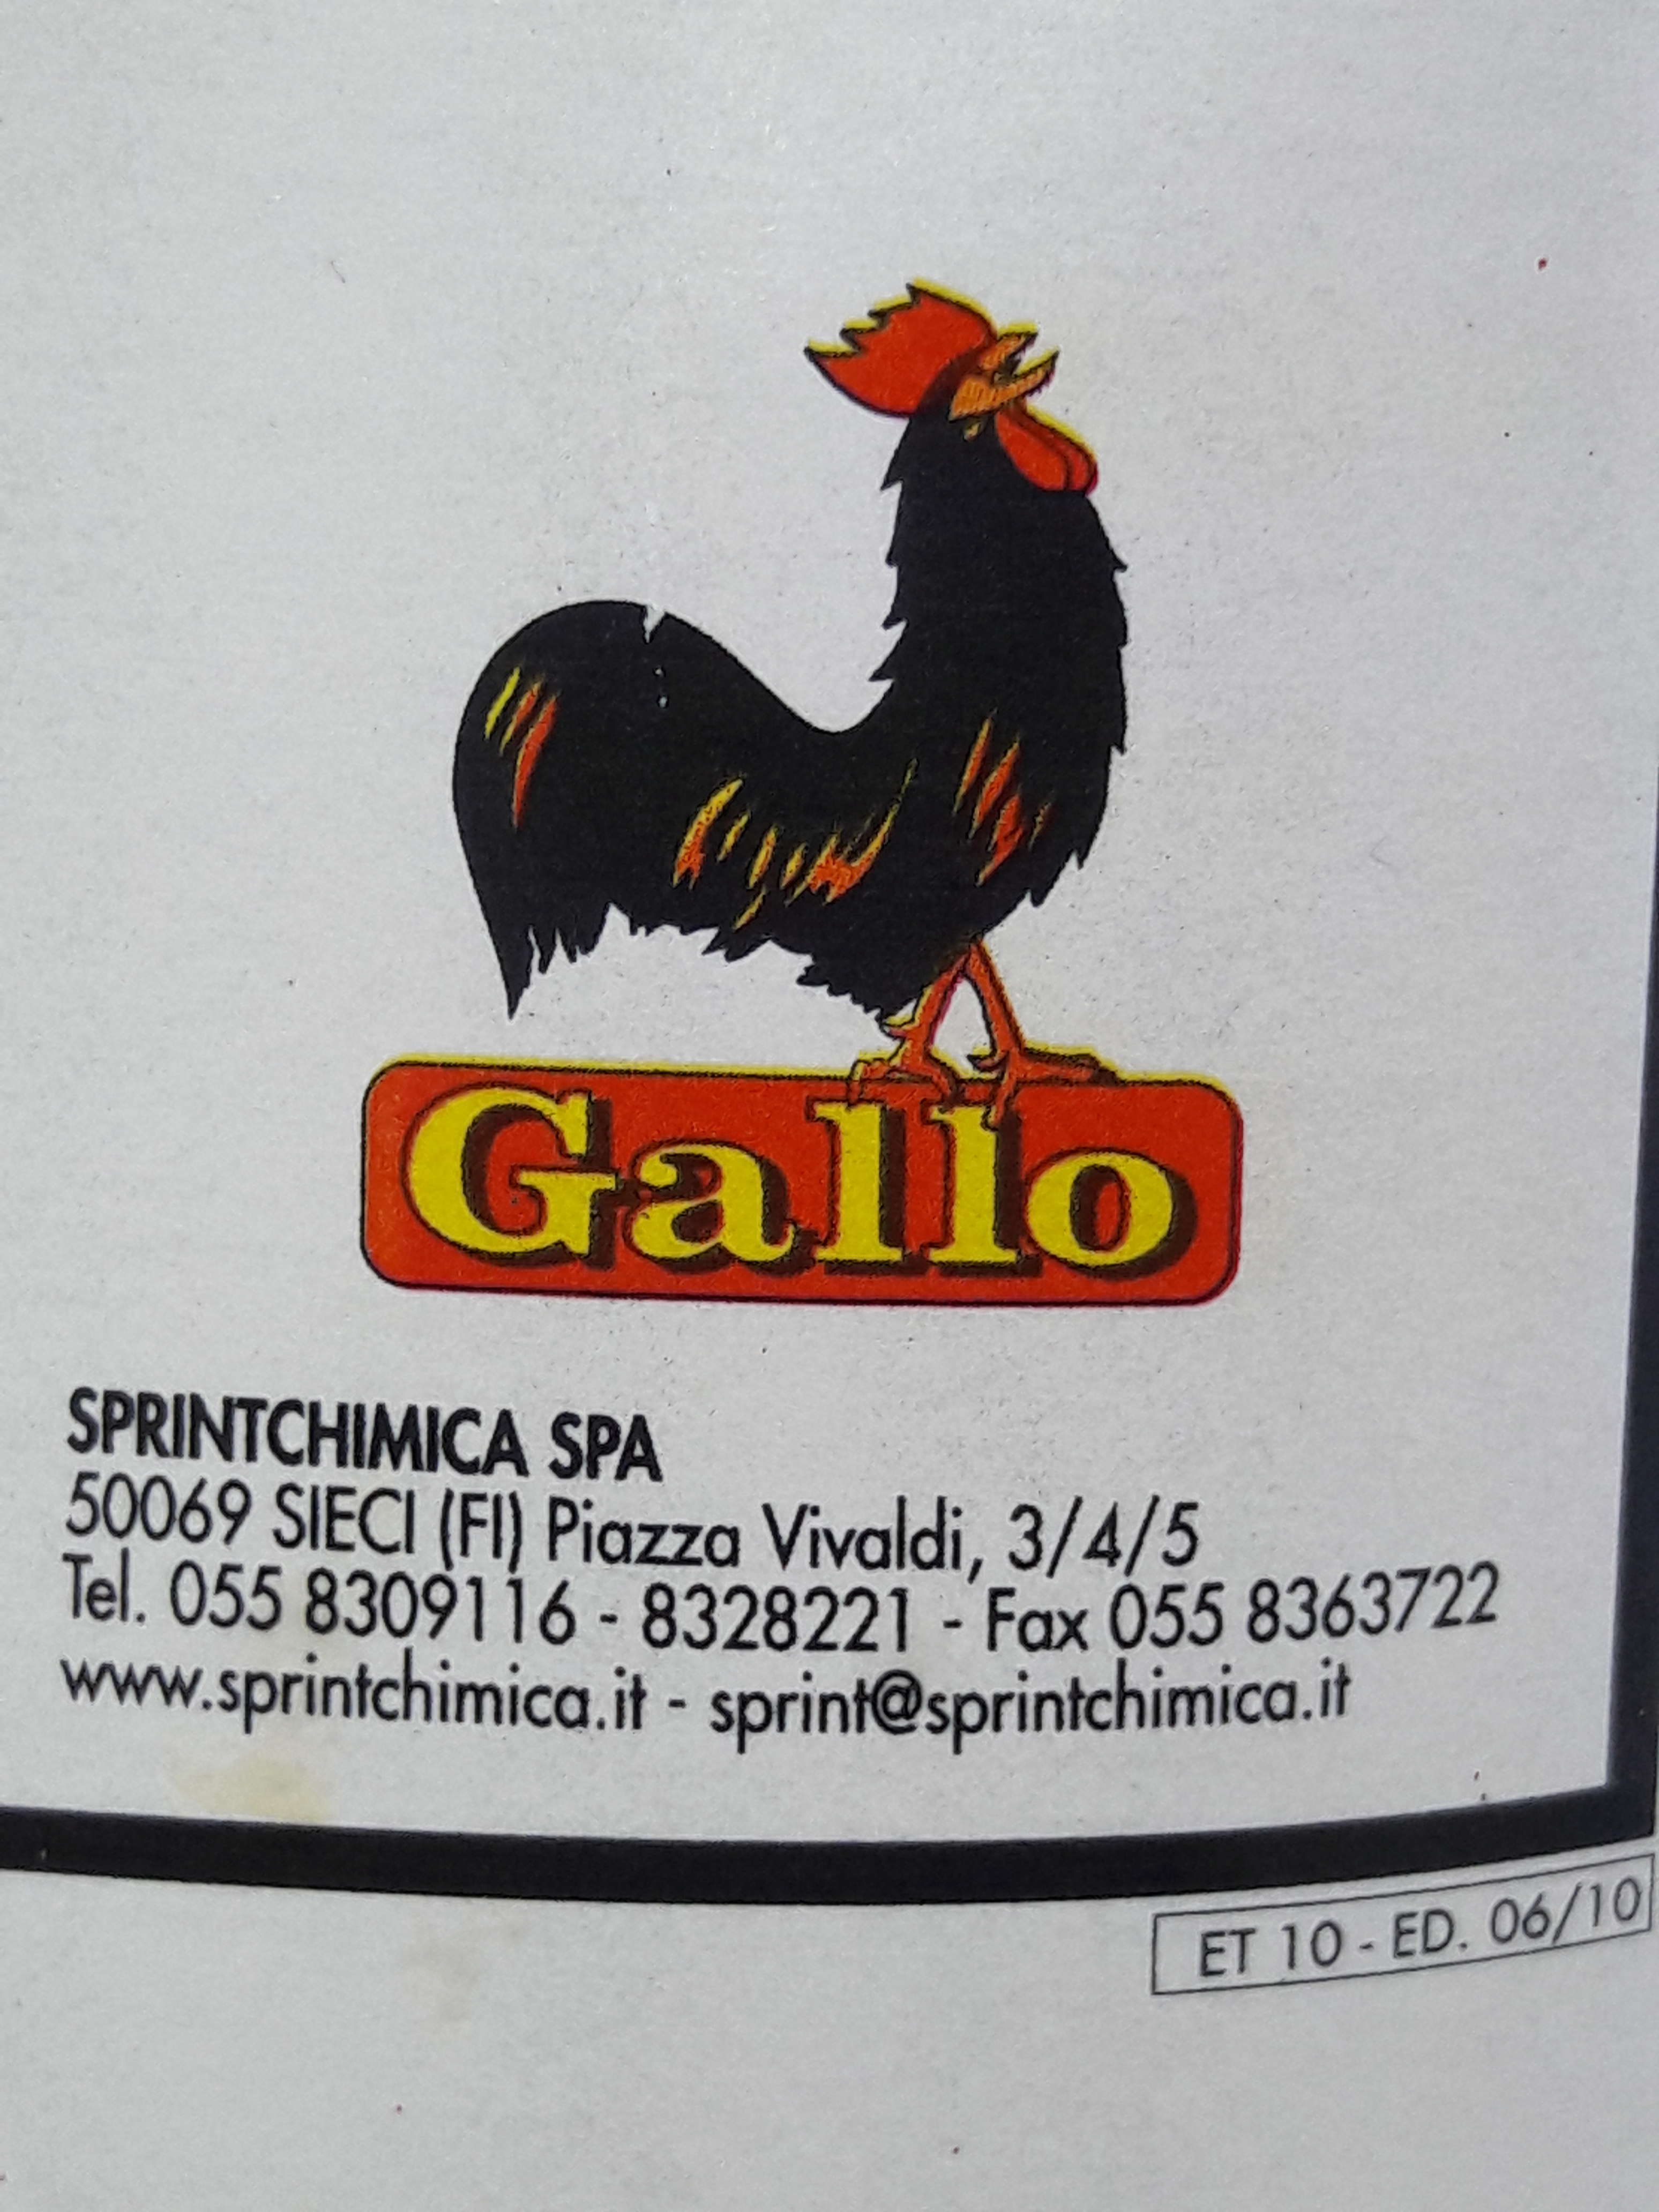 Gallo
SPRINTCHIMICA SPA
50069 SIECI (FI) Piazza Vivaldi, 3/4/5
Tel. 055 8309116 - 8328221 - Fax 055 8363722
www.sprintchimica.it - sprint@sprintchimica.it
ET 10 - ED. 06/10